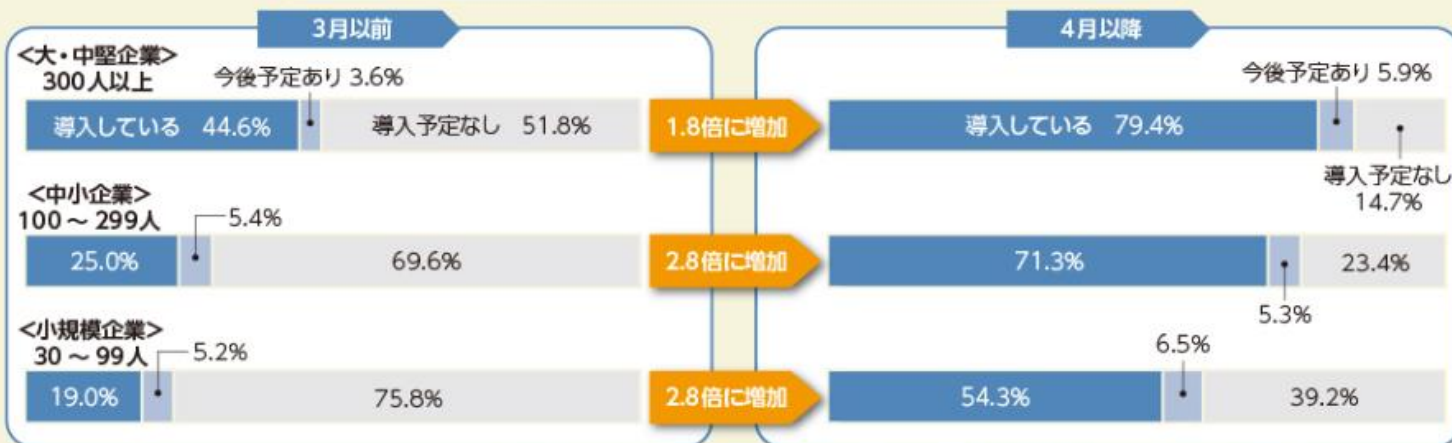 3月以前
4月以降
<大・中堅企業>
300人以上
今後予定あり 3.6%
導入している 44.6%
導入予定なし 51.8%
1.8倍に増加
今後予定あり 5.9%
導入している 79.4%
導入予定なし
14.7%
<中小企業>
100～299人
5.4%
25.0%
69.6%
2.8倍に増加
71.3%
23.4%
5.3%
<小規模企業>
30～99人
5.2%
19.0%
75.8%
2.8倍に増加
6.5%
54.3%
39.2%